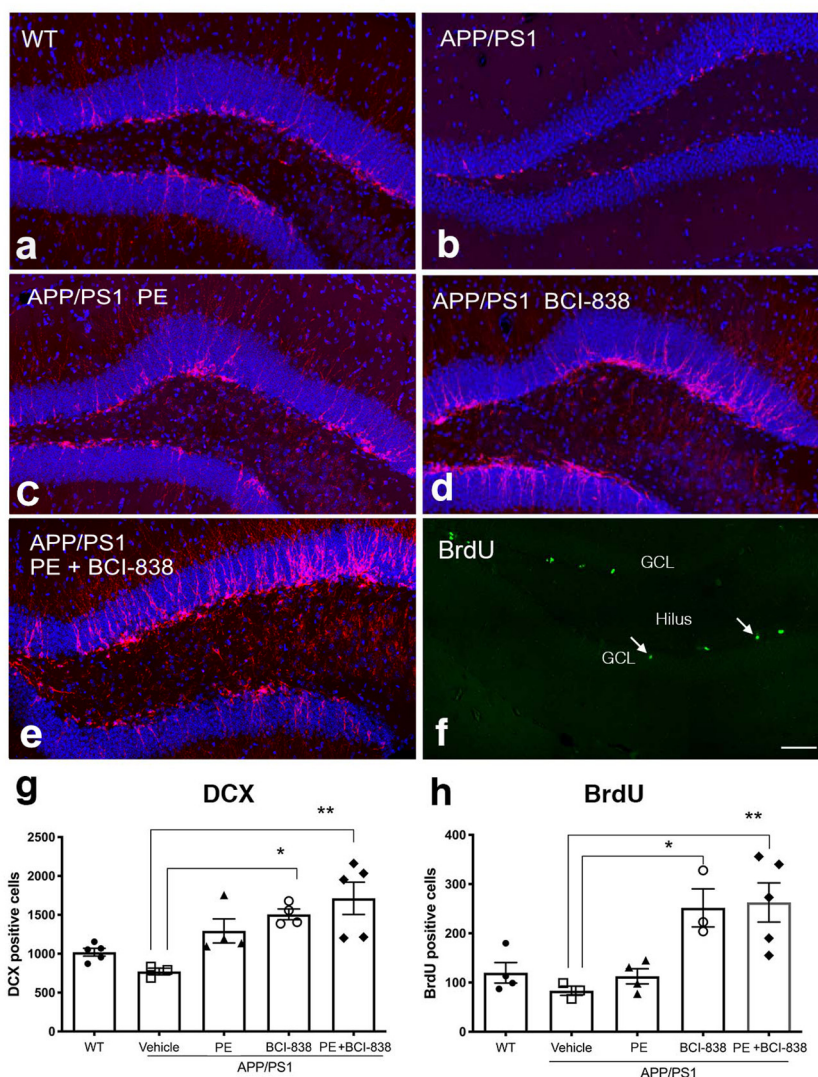 WT
a
APP/PS1
b
APP/PS1 PE
c
APP/PS1 BCI-838
d
APP/PS1
PE + BCI-838
e
BrdU
GCL
Hilus
GCL
f
g
DCX
**
*
DCX positive cells
2500
2000
1500
1000
500
0
WT
Vehicle
PE
BCI-838
PE +BCI-838
APP/PS1
h
BrdU
**
*
BrdU positive cells
400
300
200
100
0
WT
Vehicle
PE
BCI-838
PE +BCI-838
APP/PS1